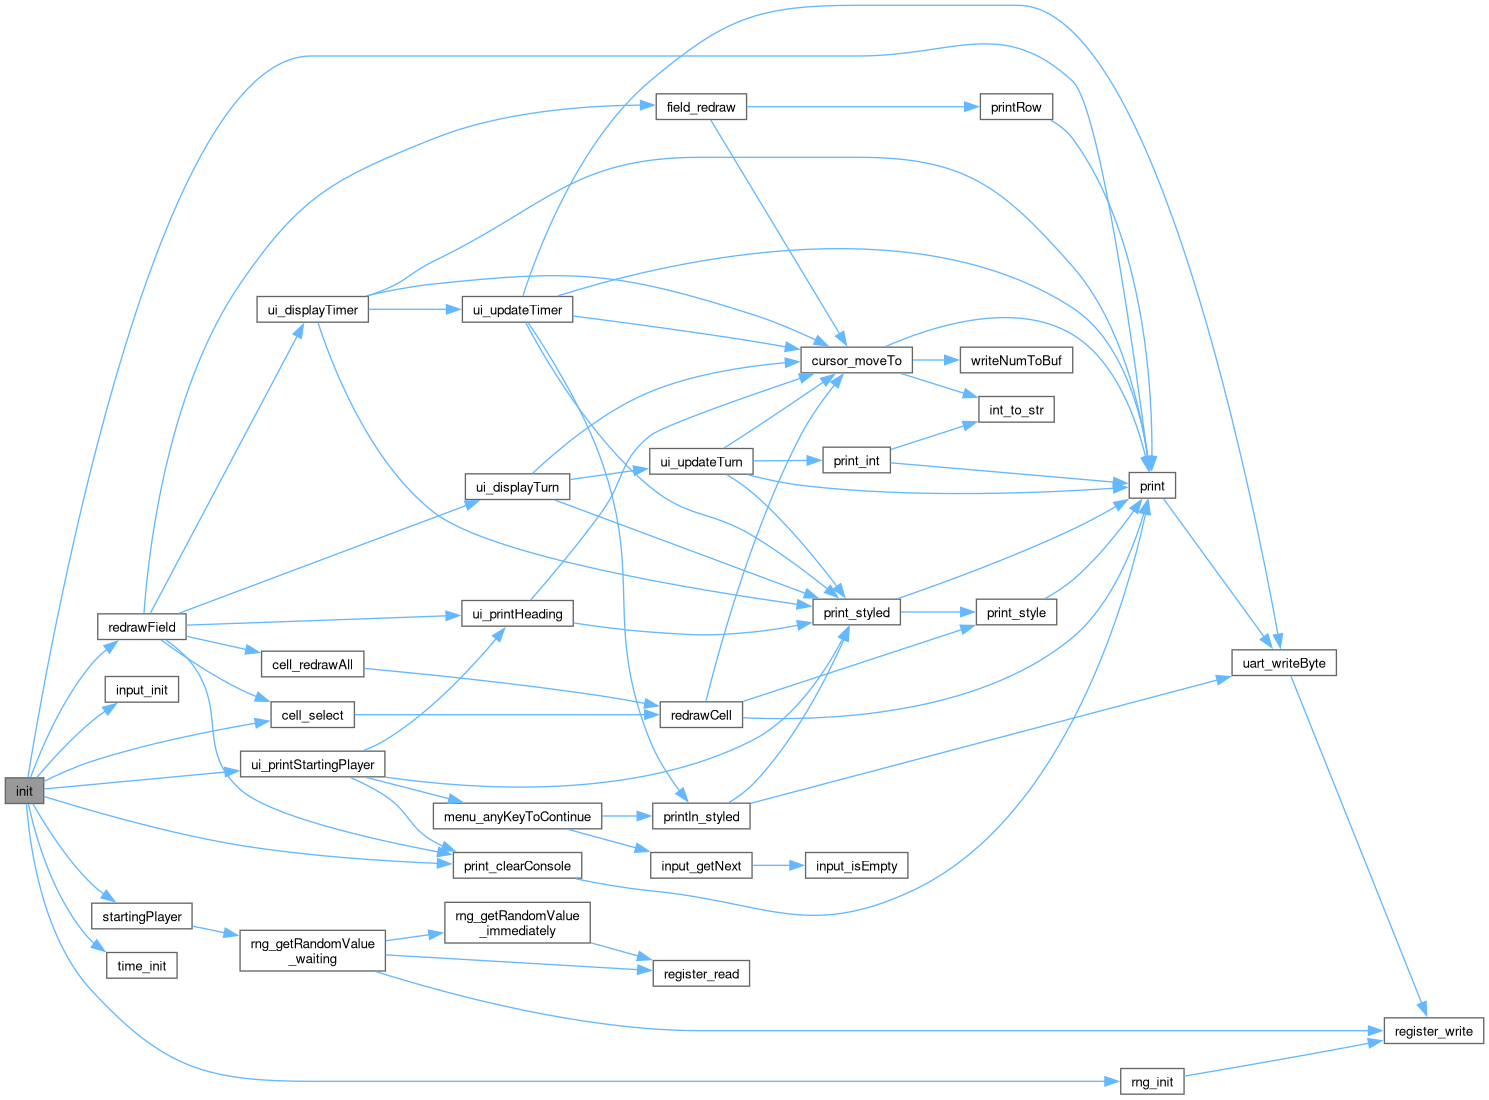 field_redraw
printRow
ui_displayTimer
ui_updateTimer
cursor_moveTo
writeNumToBuf
int_to_str
ui_updateTurn
print_int
ui_displayTurn
print
print_styled
print_style
ui_printHeading
redrawField
uart_writeByte
cell_redrawAll
input_init
cell_select
redrawCell
ui_printStartingPlayer
init
menu_anyKeyToContinue
println_styled
print_clearConsole
input_getNext
input_isEmpty
startingPlayer
rng_getRandomValue
_immediately
rng_getRandomValue
_waiting
time_init
register_read
register_write
rng_init